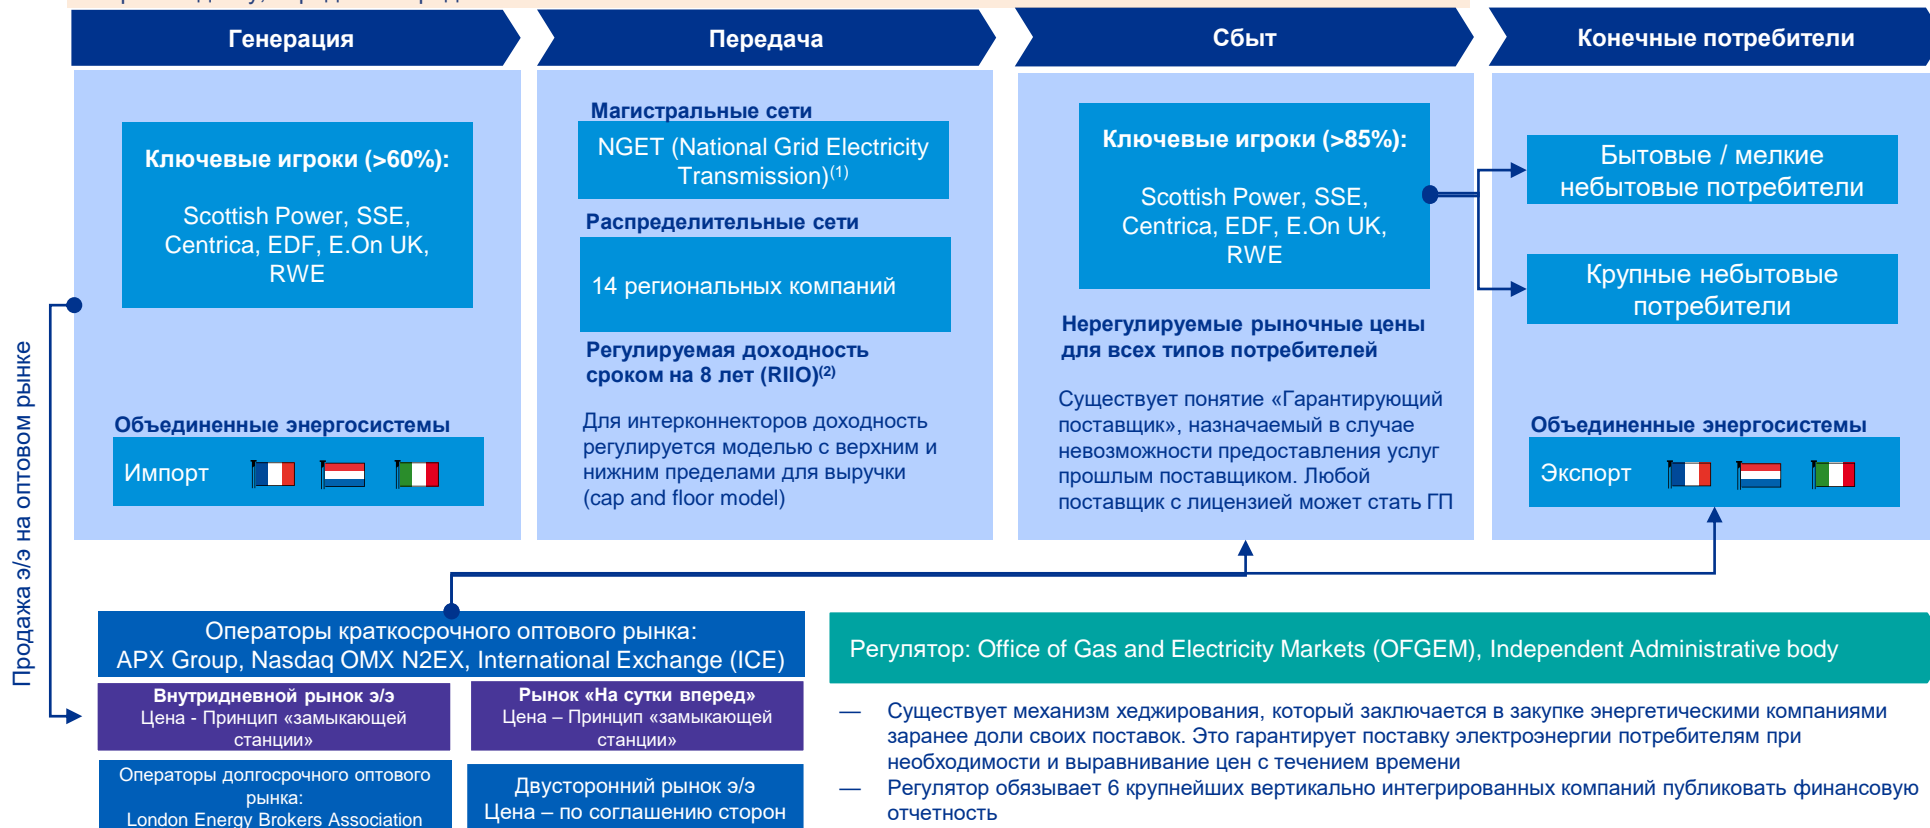 Генерация
Передача
Сбыт
Конечные потребители
Ключевые игроки (>60%):
Scottish Power, SSE,
Centrica, EDF, E.On UK,
RWE
Объединенные энергосистемы
Импорт
Магистральные сети
NGET (National Grid Electricity
Transmission)(1)
Распределительные сети
14 региональных компаний
Регулируемая доходность
сроком на 8 лет (RIIO)(2)
Для интерконнекторов доходность
регулируется моделью с верхним и
нижним пределами для выручки
(cap and floor model)
Ключевые игроки (>85%):
Scottish Power, SSE,
Centrica, EDF, E.On UK,
RWE
Нерегулируемые рыночные цены
для всех типов потребителей
Существует понятие «Гарантирующий
поставщик», назначаемый в случае
невозможности предоставления услуг
прошлым поставщиком. Любой
поставщик с лицензией может стать ГП
Бытовые / мелкие
небытовые потребители
Крупные небытовые
потребители
Объединенные энергосистемы
Экспорт
Продажа э/э на оптовом рынке
Операторы краткосрочного оптового рынка:
APX Group, Nasdaq OMX N2EX, International Exchange (ICE)
Внутридневной рынок э/э
Цена - Принцип «замыкающей
станции»
Рынок «На сутки вперед»
Цена – Принцип «замыкающей
станции»
Операторы долгосрочного оптового
рынка:
London Energy Brokers Association
Двусторонний рынок э/э
Цена – по соглашению сторон
Регулятор: Office of Gas and Electricity Markets (OFGEM), Independent Administrative body
— Существует механизм хеджирования, который заключается в закупке энергетическими компаниями
заранее доли своих поставок. Это гарантирует поставку электроэнергии потребителям при
необходимости и выравнивание цен с течением времени
— Регулятор обязывает 6 крупнейших вертикально интегрированных компаний публиковать финансовую
отчетность